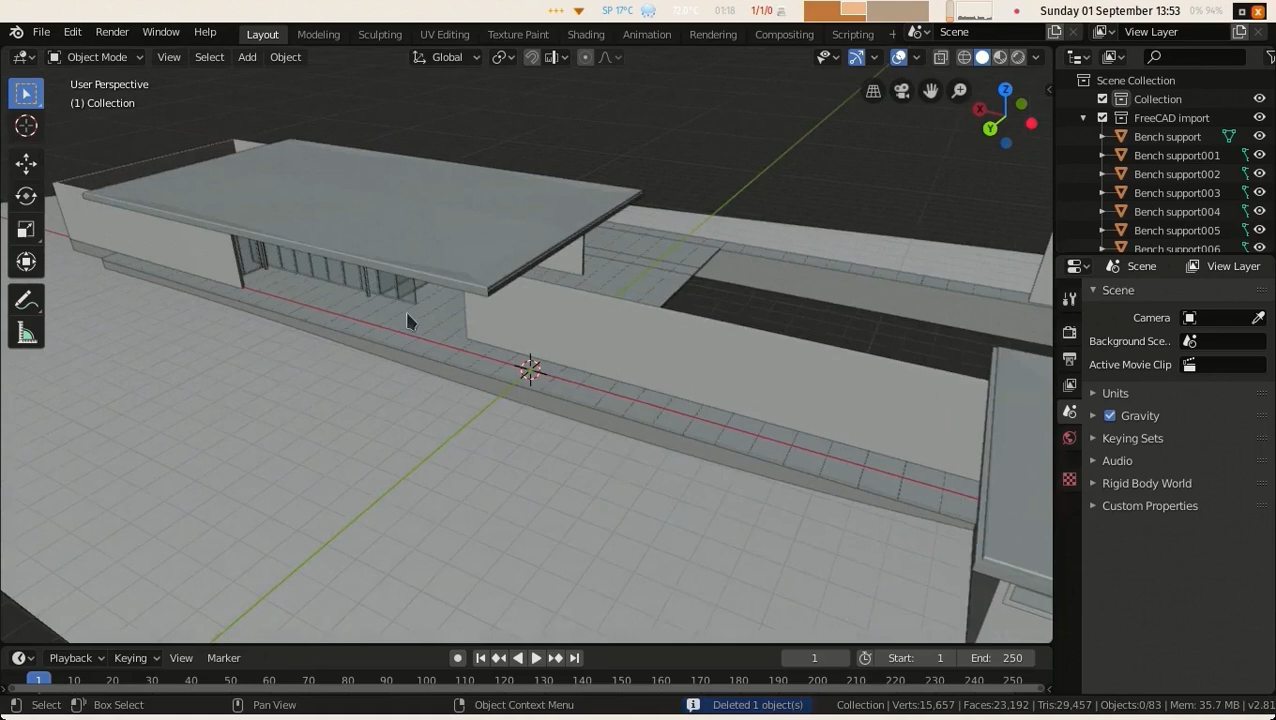 +++
SP 17°C
72.0°C
01:18
1/1/0
Sunday 01 September 13:53
0% 94%
File Edit Render Window Help
Layout Modeling Sculpting UV Editing Texture Paint Shading Animation Rendering Compositing Scripting +
Scene
View Layer
Object Mode View Select Add Object
Global
User Perspective
(1) Collection
X
Y
Z
Scene Collection
Collection
FreeCAD import
Bench support
Bench support001
Bench support002
Bench support003
Bench support004
Bench support005
Bench support006
Scene
View Layer
Scene
Camera
Background Sce..
Active Movie Clip
Units
Gravity
Keying Sets
Audio
Rigid Body World
Custom Properties
Playback Keying View Marker
1
Start: 1
End: 250
1 10 20 30 40 50 60 70 80 90 100 110 120 130 140 150 160 170 180 190 200 210 220 230 240 250
Select Box Select Pan View Object Context Menu
Deleted 1 object(s)
Collection | Verts:15,657 | Faces:23,192 | Tris:29,457 | Objects:0/83 | Mem: 35.7 MB | v2.81